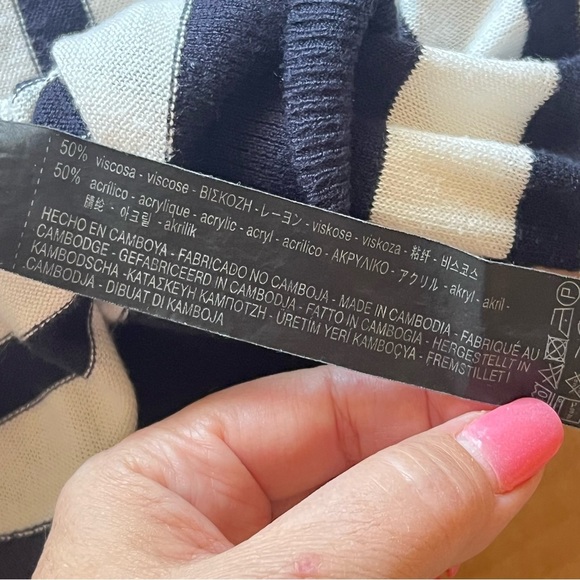 50% viscosa - viscose - ΒΙΣΚΟΖΗ - レーヨン - viskose - viskoza - 粘纤 - 비스코스
50% acrílico - acrylique - acrylic - acryl - acrilico - ΑΚΡΥΛΙΚΟ - アクリル - akryl - akril -
腈纶 - 아크릴 - akrilik
HECHO EN CAMBOYA - FABRICADO NO CAMBOJA - MADE IN CAMBODIA - FABRIQUÉ AU
CAMBODGE - GEFABRICEERD IN CAMBODJA - FATTO IN CAMBOGIA - HERGESTELLT IN
KAMBODSCHA - ΚΑΤΑΣΚΕΥΗ ΚΑΜΠΟΤΖΗ - ÜRETIM YERI KAMBOÇYA - FREMSTILLET I
CAMBODJA - DIBUAT DI KAMBOJA